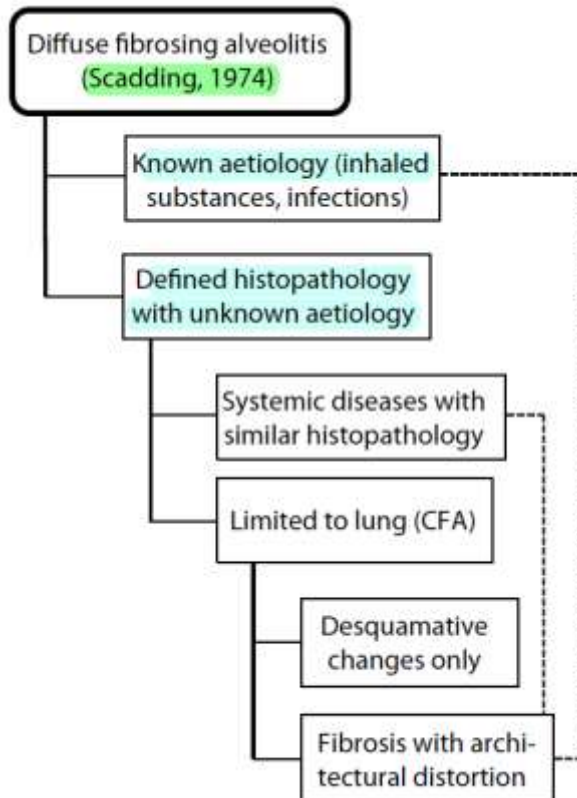 Diffuse fibrosing alveolitis
(Scadding, 1974)
Known aetiology (inhaled
substances, infections)
Defined histopathology
with unknown aetiology
Systemic diseases with
similar histopathology
Limited to lung (CFA)
Desquamative
changes only
Fibrosis with archi-
tectural distortion